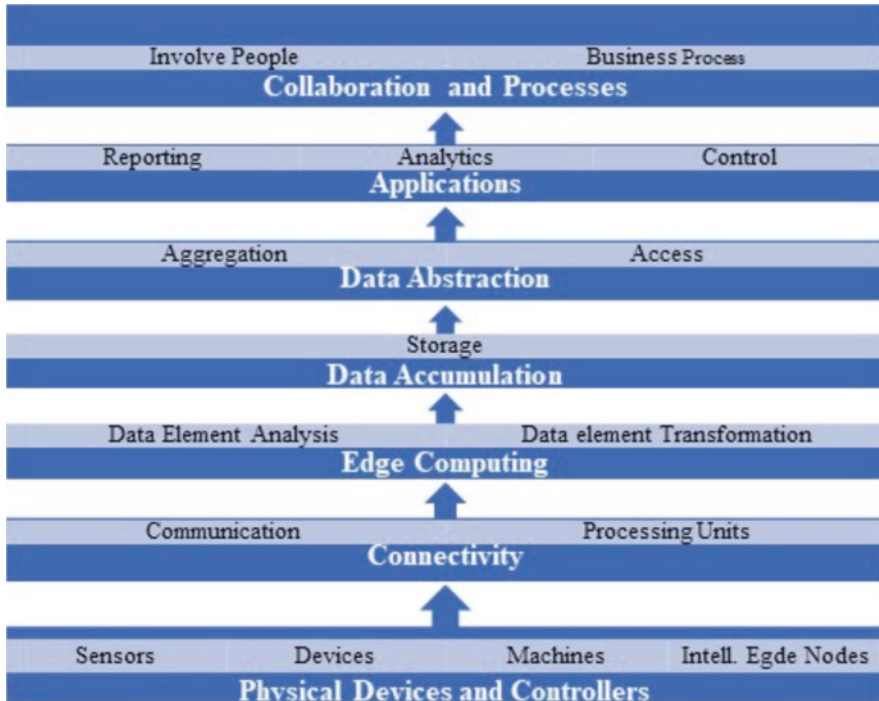 Involve People Business Process
Collaboration and Processes
Reporting Analytics Control
Applications
Aggregation Access
Data Abstraction
Storage
Data Accumulation
Data Element Analysis Data element Transformation
Edge Computing
Communication Processing Units
Connectivity
Sensors Devices Machines Intell. Egde Nodes
Physical Devices and Controllers